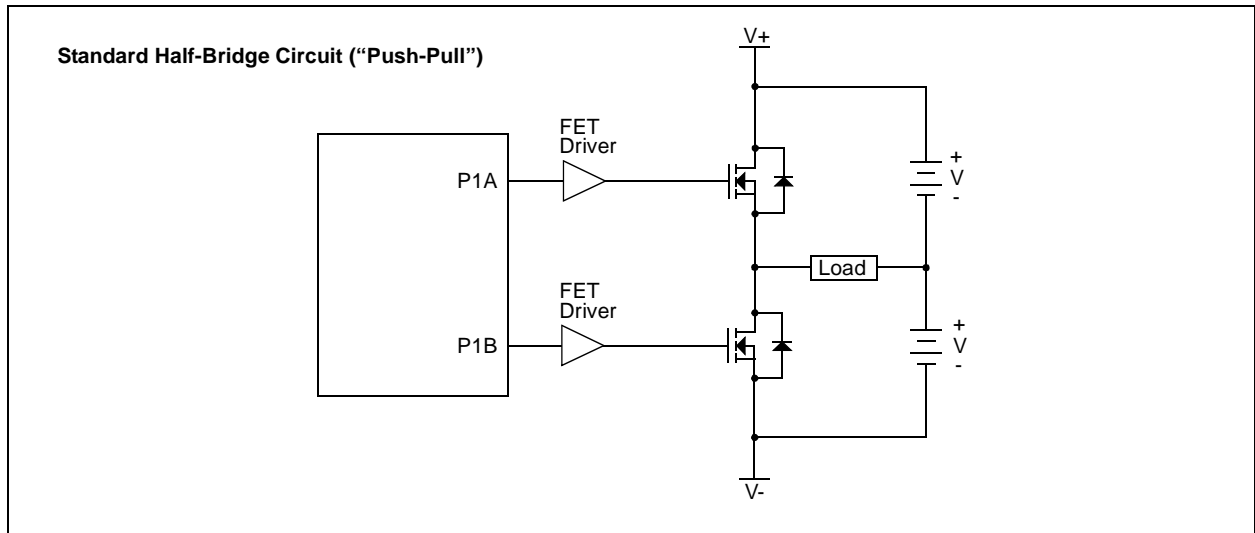 Standard Half-Bridge Circuit (“Push-Pull”)
V+
FET
Driver
P1A
+
V
-
Load
FET
Driver
P1B
+
V
-
V-